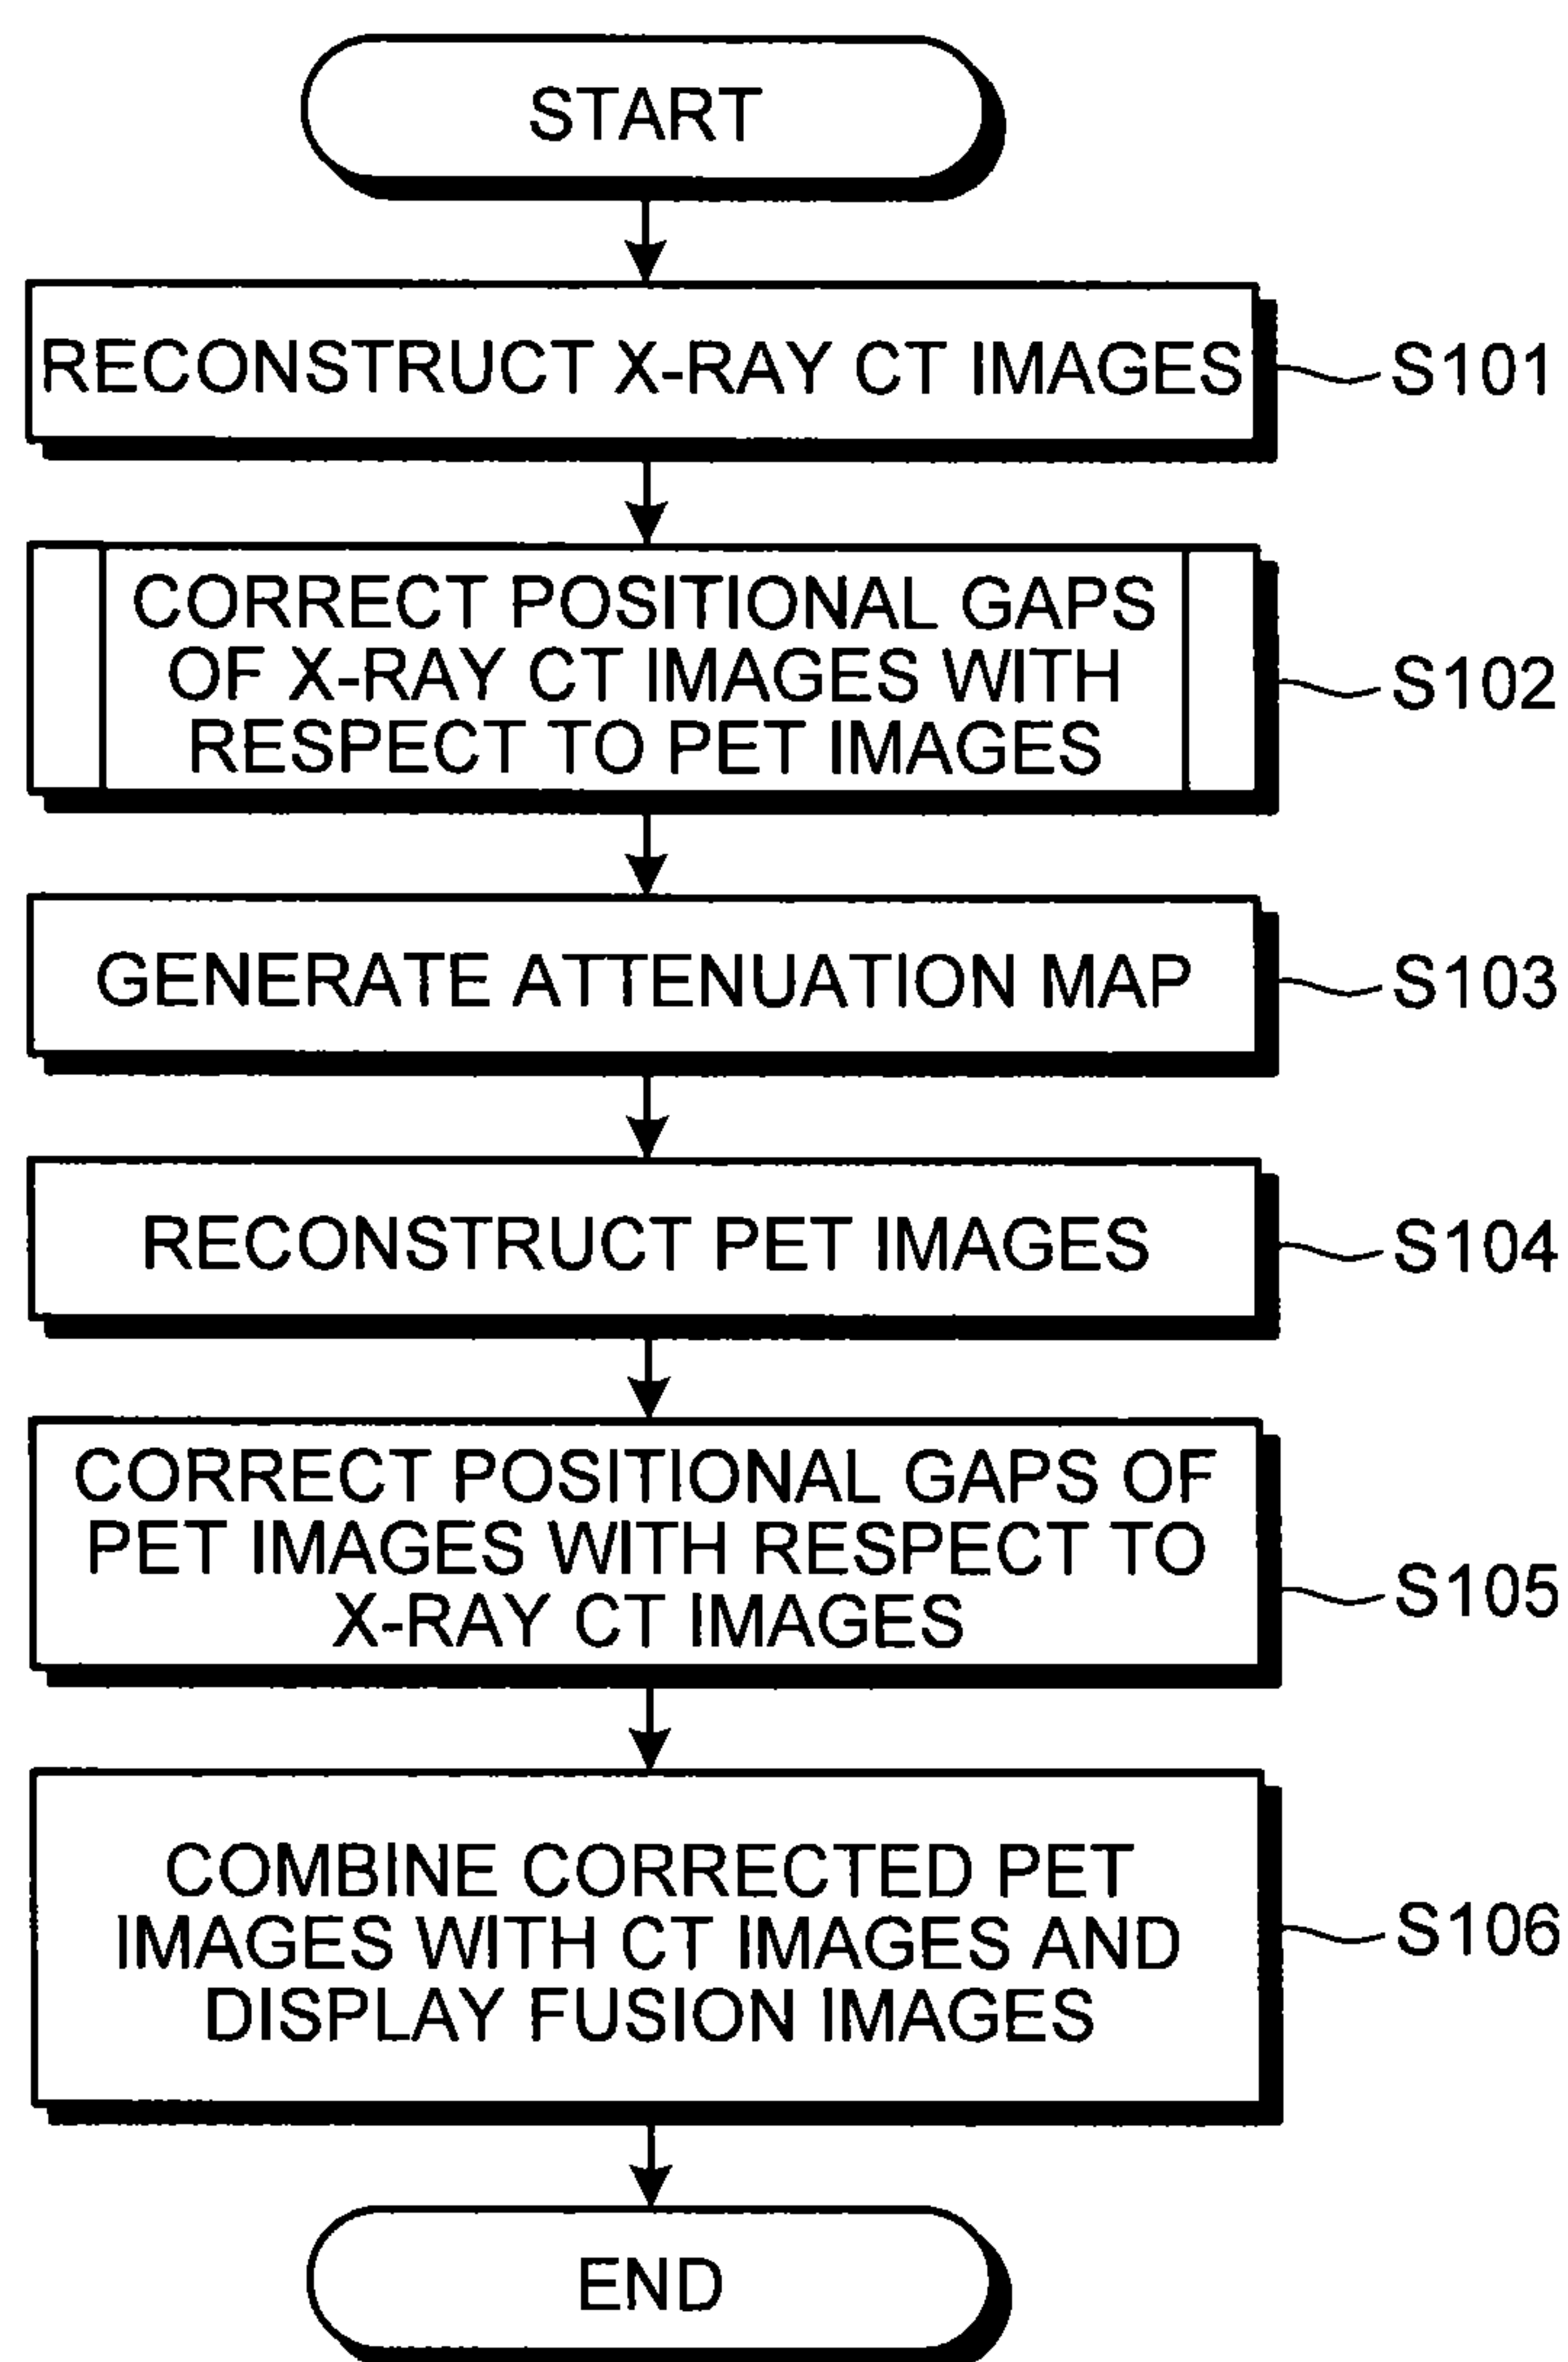 START
RECONSTRUCT X-RAY CT IMAGES
S101
CORRECT POSITIONAL GAPS
OF X-RAY CT IMAGES WITH
RESPECT TO PET IMAGES
S102
GENERATE ATTENUATION MAP
S103
RECONSTRUCT PET IMAGES
S104
CORRECT POSITIONAL GAPS OF
PET IMAGES WITH RESPECT TO
X-RAY CT IMAGES
S105
COMBINE CORRECTED PET
IMAGES WITH CT IMAGES AND
DISPLAY FUSION IMAGES
S106
END